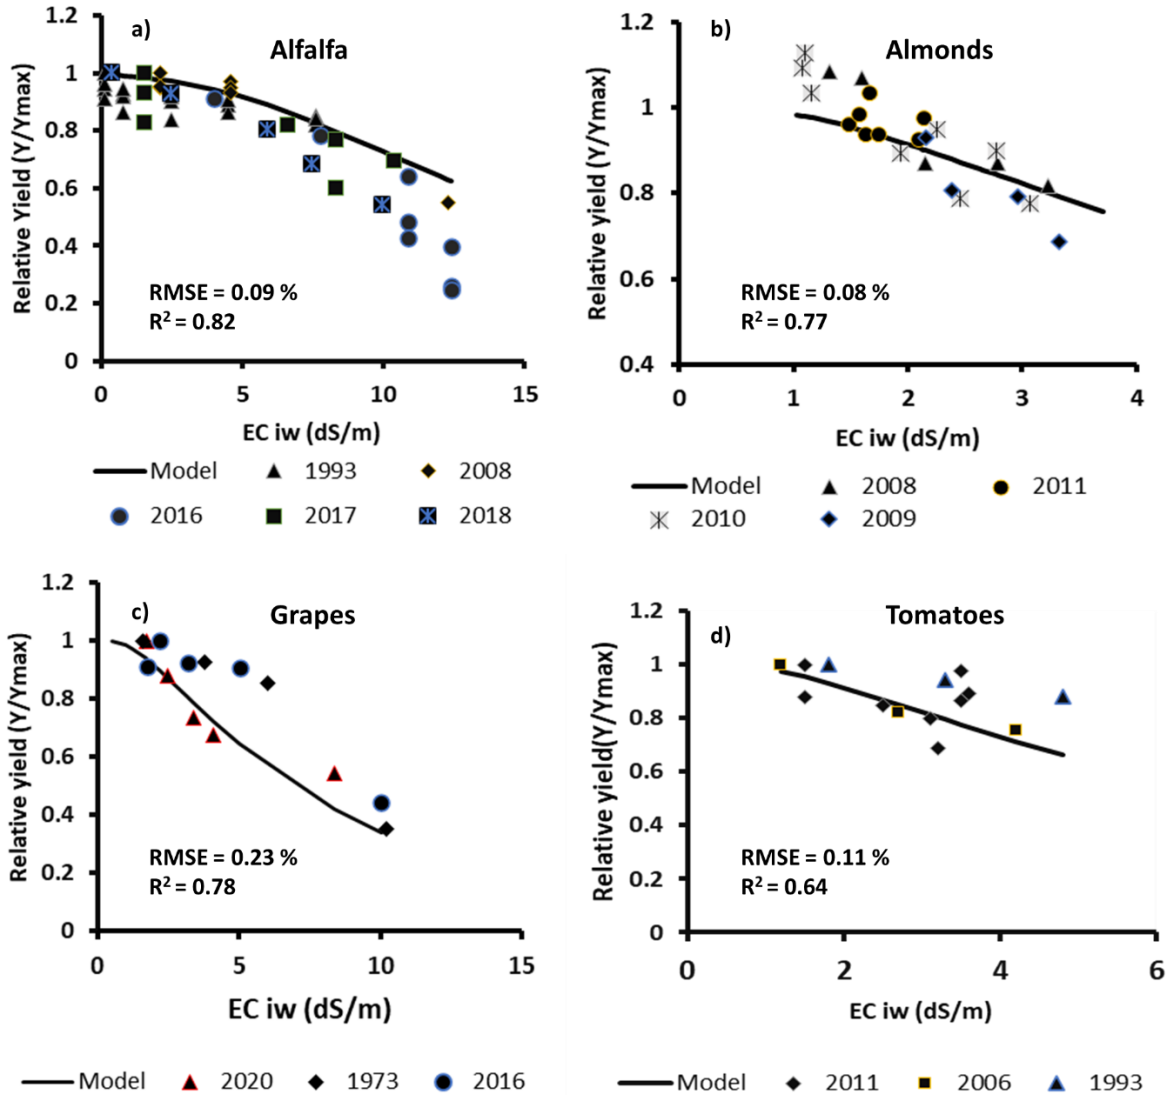 a)
Alfalfa
Relative Yield (Y/Ymax)
1.2
1
0.8
0.6
0.4
0.2
0
RMSE = 0.09 %
R² = 0.82
0 5 10 15
EC iw (dS/m)
Model 1993 2008
2016 2017 2018
b)
Almonds
Relative yield (Y/Ymax)
1.2
1
0.8
0.6
0.4
RMSE = 0.08 %
R² = 0.77
0 1 2 3 4
EC iw (dS/m)
Model 2008 2011
2010 2009
c)
Grapes
Relative yield (Y/Ymax)
1.2
1
0.8
0.6
0.4
0.2
0
RMSE = 0.23 %
R² = 0.78
0 5 10 15
EC iw (dS/m)
Model 2020 1973 2016
d)
Tomatoes
Relative yield(Y/Ymax)
1.2
1
0.8
0.6
0.4
0.2
0
RMSE = 0.11 %
R² = 0.64
0 2 4 6
EC iw (dS/m)
Model 2011 2006 1993